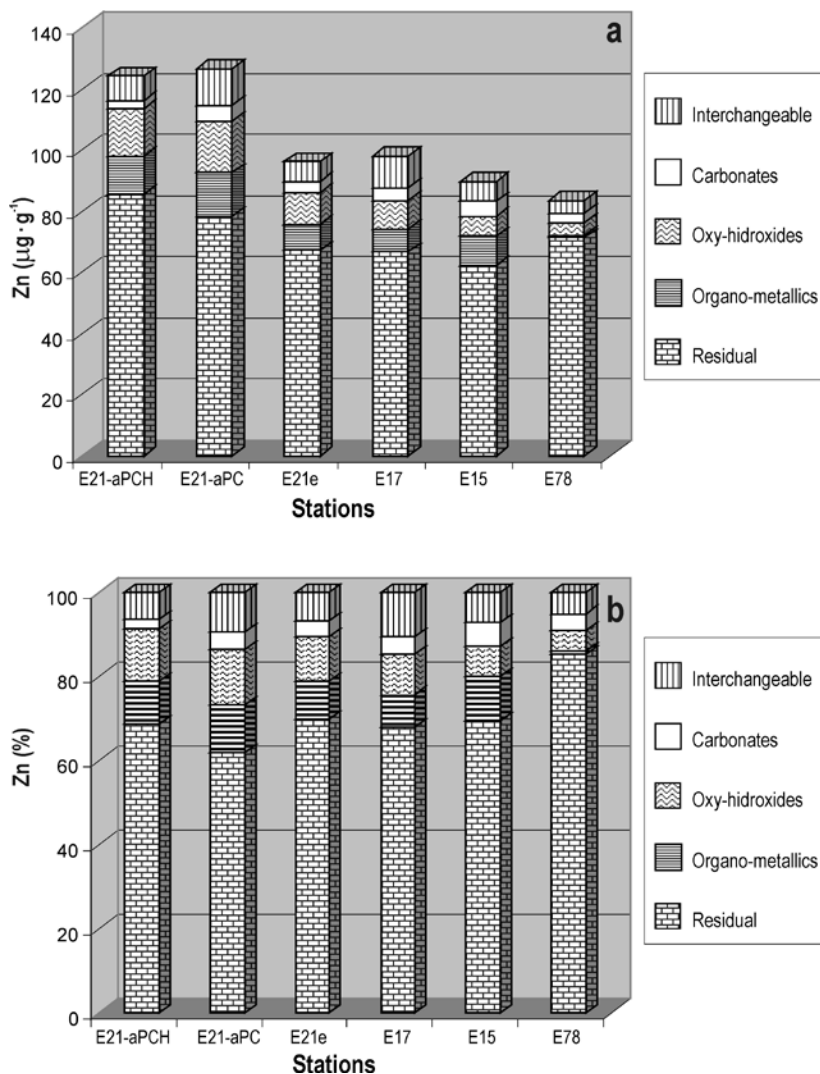 a
140
120
100
80
60
40
20
0
Zn (µg · g⁻¹)
E21-aPCH E21-aPC E21e E17 E15 E78
Stations
Interchangeable
Carbonates
Oxy-hidroxides
Organo-metallics
Residual
b
100
80
60
40
20
0
Zn (%)
E21-aPCH E21-aPC E21e E17 E15 E78
Stations
Interchangeable
Carbonates
Oxy-hidroxides
Organo-metallics
Residual